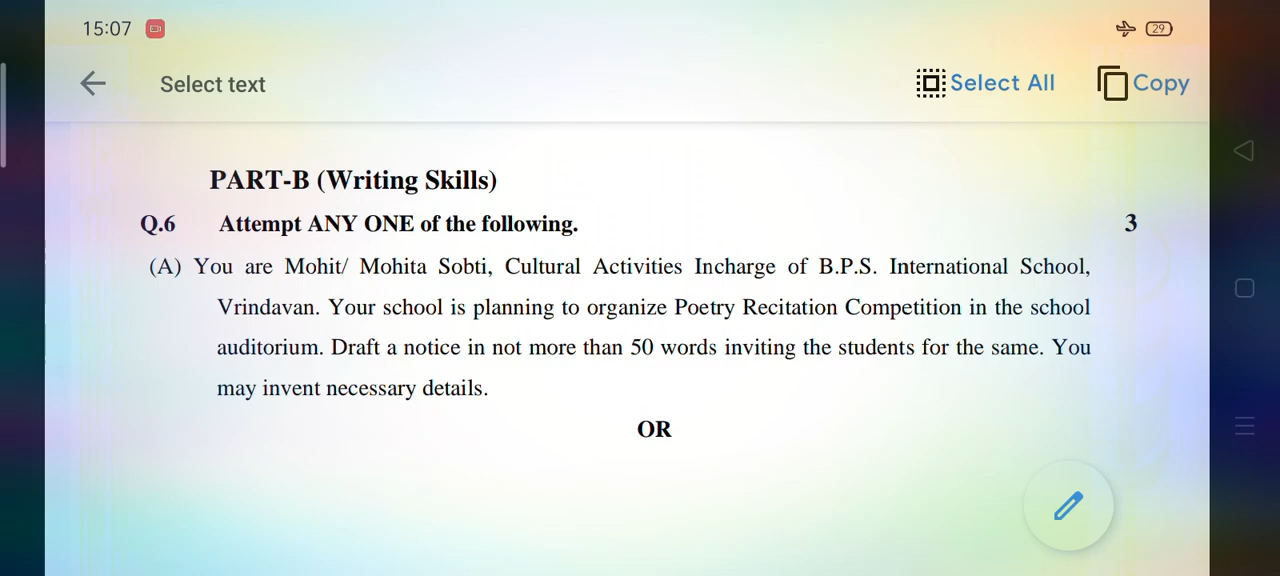 15:07
29
Select text
Select All
Copy
PART-B (Writing Skills)
Q.6 Attempt ANY ONE of the following. 3
(A) You are Mohit/ Mohita Sobti, Cultural Activities Incharge of B.P.S. International School,
Vrindavan. Your school is planning to organize Poetry Recitation Competition in the school
auditorium. Draft a notice in not more than 50 words inviting the students for the same. You
may invent necessary details.
OR